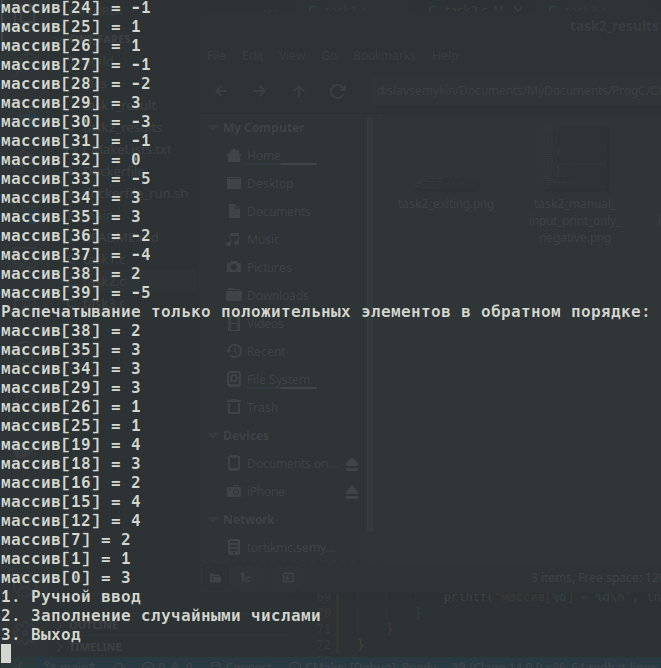 массив[24] = -1
массив[25] = 1
массив[26] = 1
массив[27] = -1
массив[28] = -2
массив[29] = 3
массив[30] = -3
массив[31] = -1
массив[32] = 0
массив[33] = -5
массив[34] = 3
массив[35] = 3
массив[36] = -2
массив[37] = -4
массив[38] = 2
массив[39] = -5
Распечатывание только положительных элементов в обратном порядке:
массив[38] = 2
массив[35] = 3
массив[34] = 3
массив[29] = 3
массив[26] = 1
массив[25] = 1
массив[19] = 4
массив[18] = 3
массив[16] = 2
массив[15] = 4
массив[12] = 4
массив[7] = 2
массив[1] = 1
массив[0] = 3
1. Ручной ввод
2. Заполнение случайными числами
3. Выход
task2_results
File Edit View Go Bookmarks Help
My Computer
Home
Desktop
Documents
Music
Pictures
Downloads
Videos
Recent
File System
Trash
Devices
Documents on...
iPhone
Network
tortikmc.semy...
task2_exiting.png
task2_manual_
input_print_only_
negative.png
3 items, Free space: 12
OUTLINE
TIMELINE